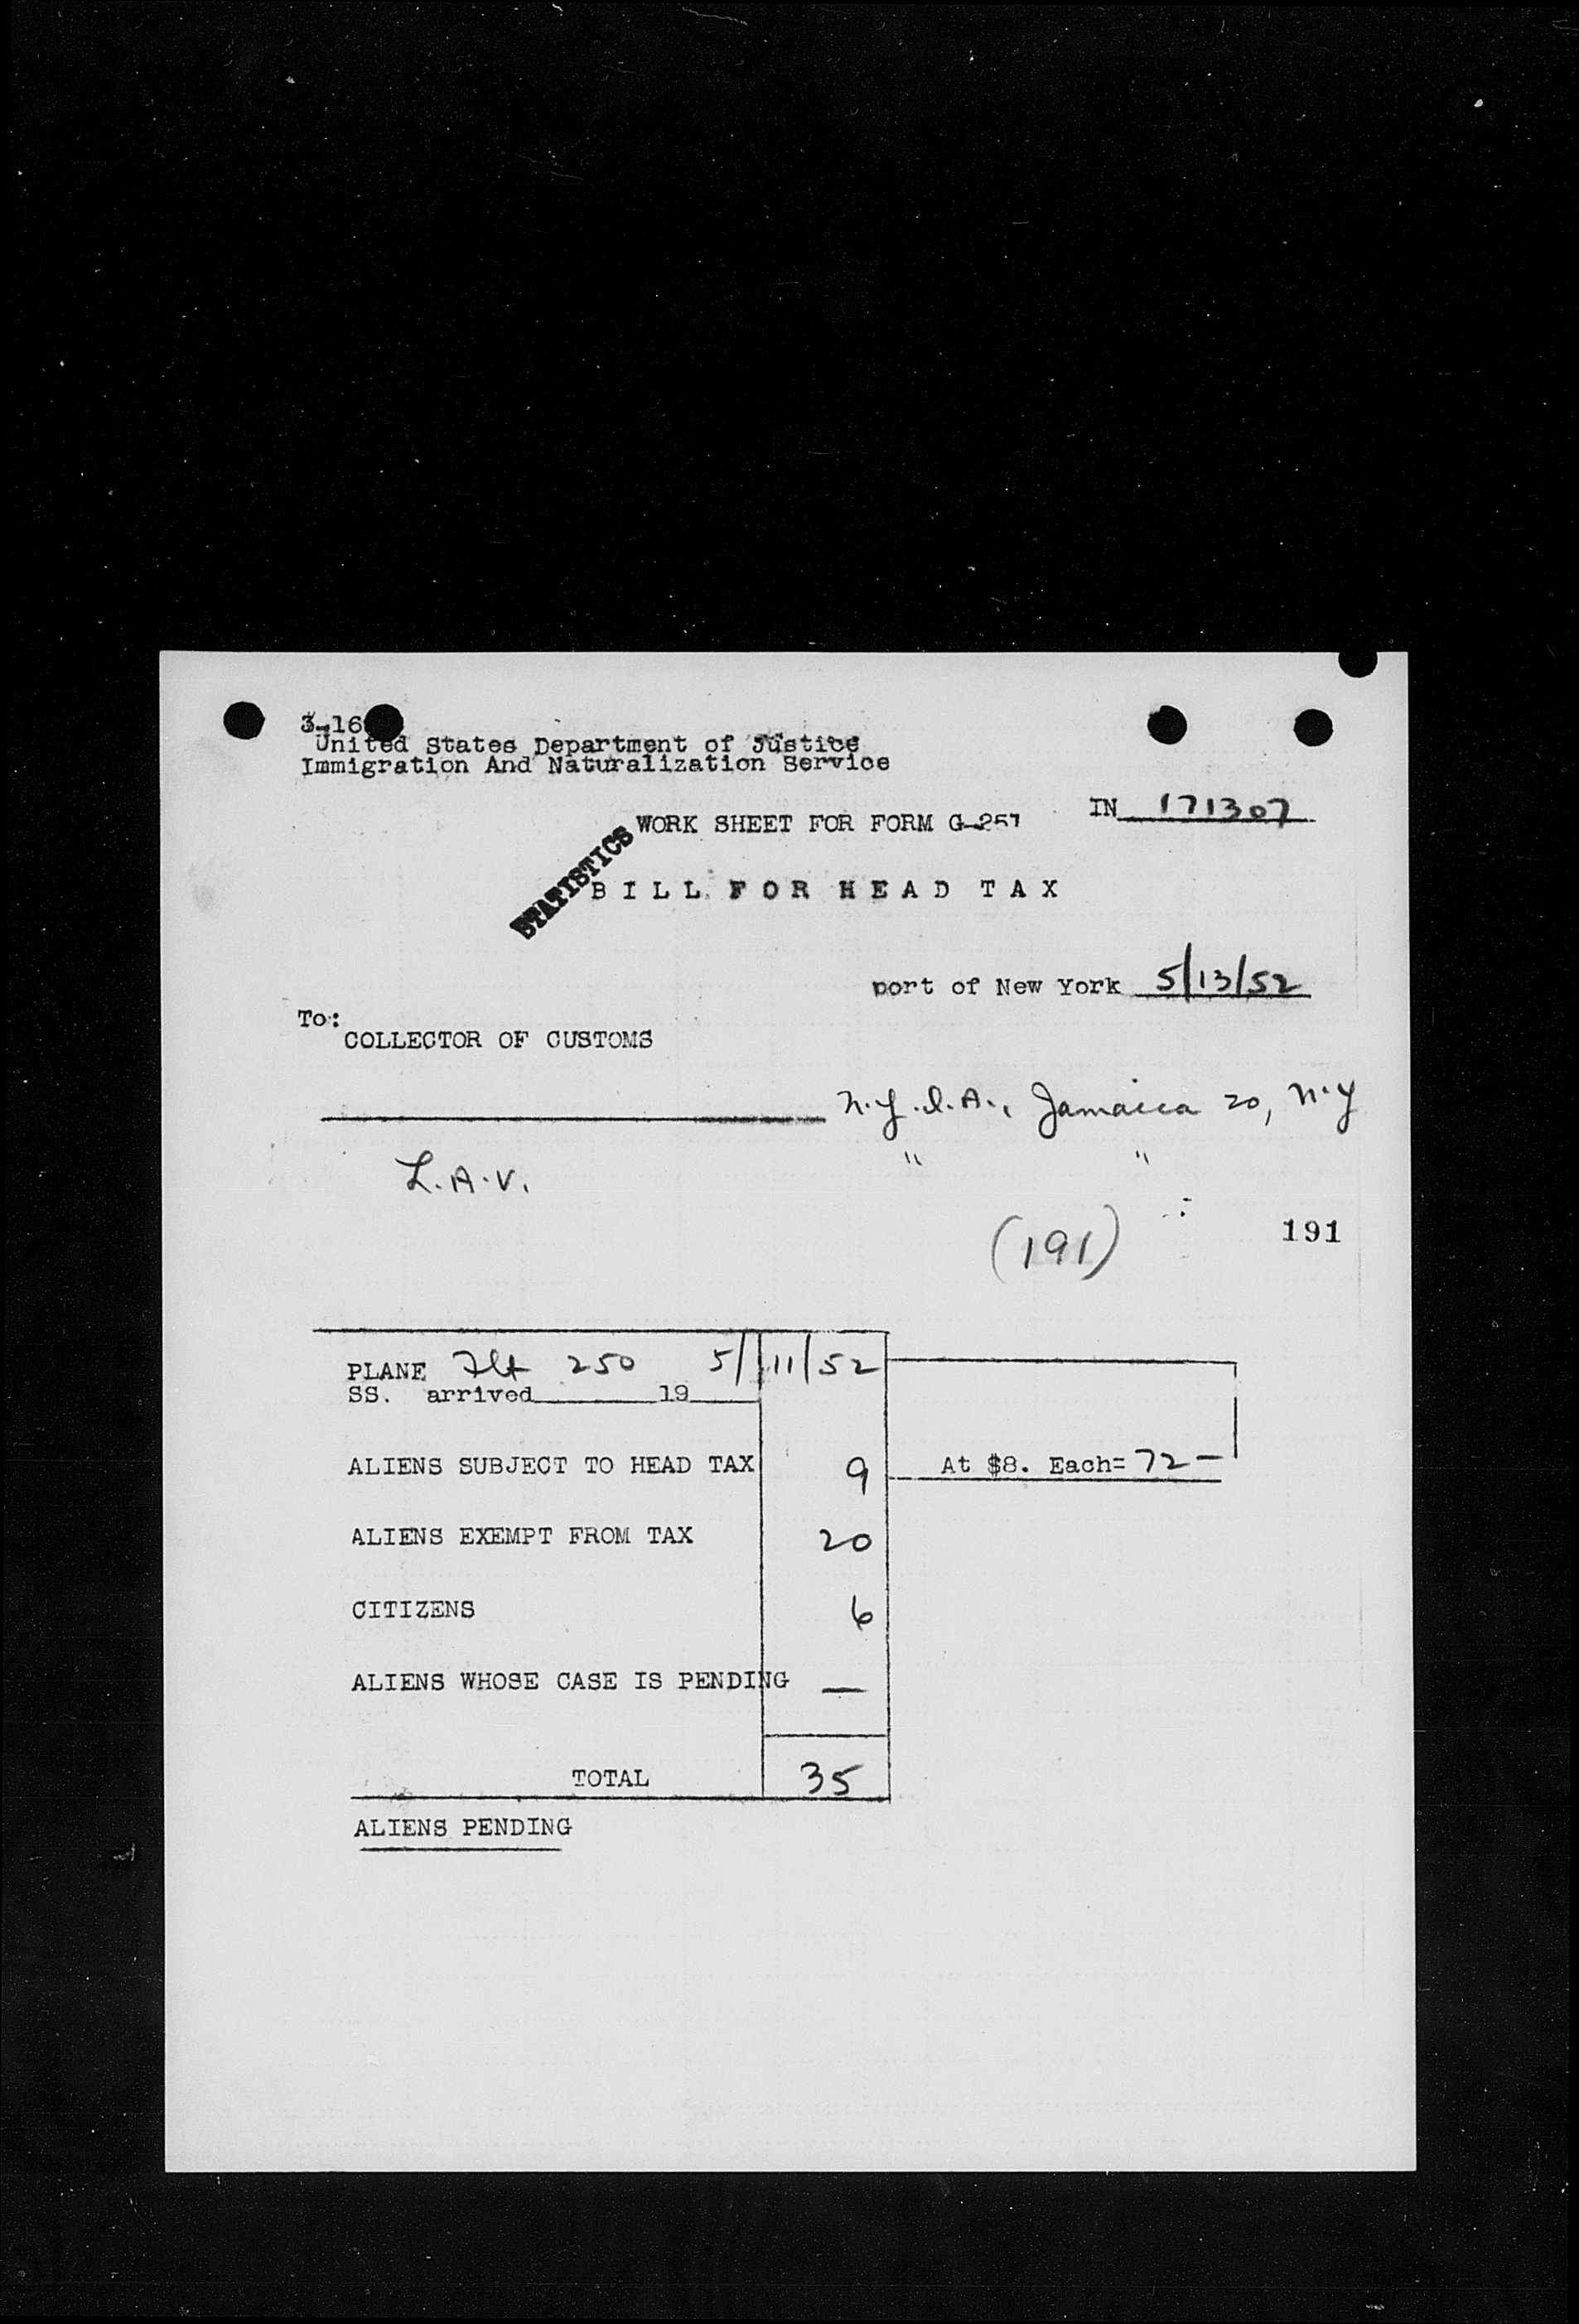 3-16
United States Department of Justice
Immigration And Naturalization Service
IN 171307
WORK SHEET FOR FORM G-257
STATISTICS
BILL FOR HEAD TAX
port of New York 5/13/52
To:
COLLECTOR OF CUSTOMS
N.Y.I.A., Jamaica 20, N.Y
" "
L.A.V.
(191) 191
PLANE Flt 250 5/11/52
SS. arrived 19
ALIENS SUBJECT TO HEAD TAX 9 At $8. Each= 72 —
ALIENS EXEMPT FROM TAX 20
CITIZENS 6
ALIENS WHOSE CASE IS PENDING —
TOTAL 35
ALIENS PENDING